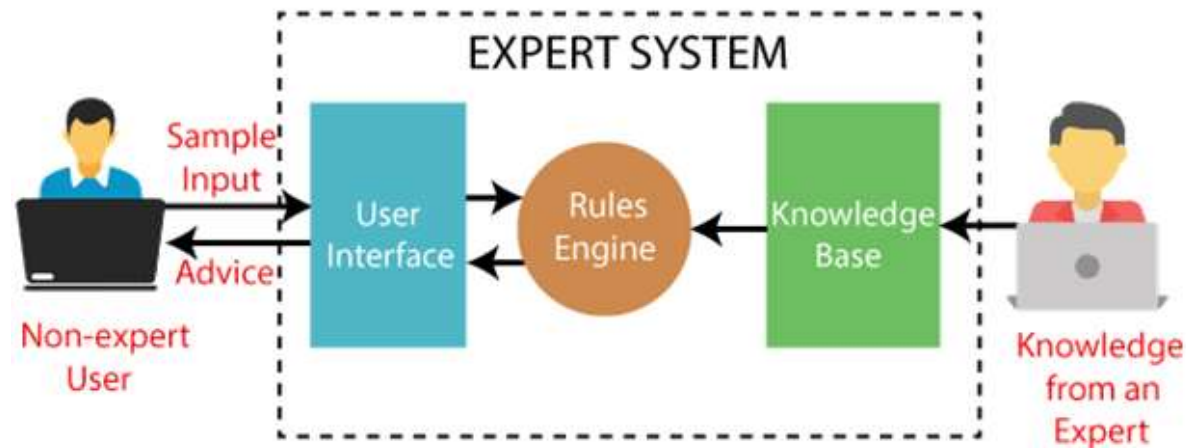 EXPERT SYSTEM
Sample
Input
Advice
Non-expert
User
User
Interface
Rules
Engine
Knowledge
Base
Knowledge
from an
Expert